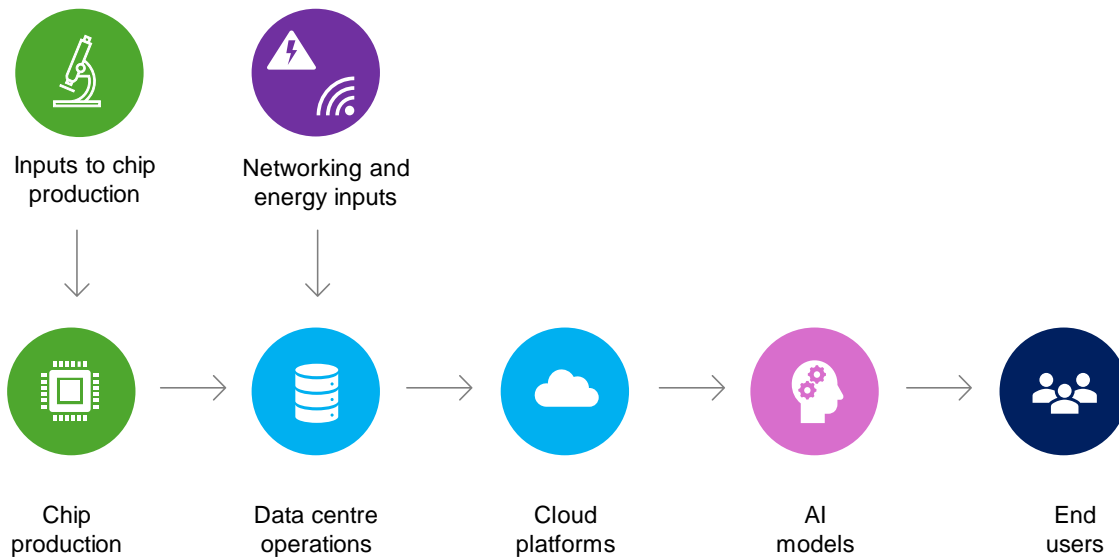 Inputs to chip
production
Networking and
energy inputs
Chip
production
Data centre
operations
Cloud
platforms
AI
models
End
users